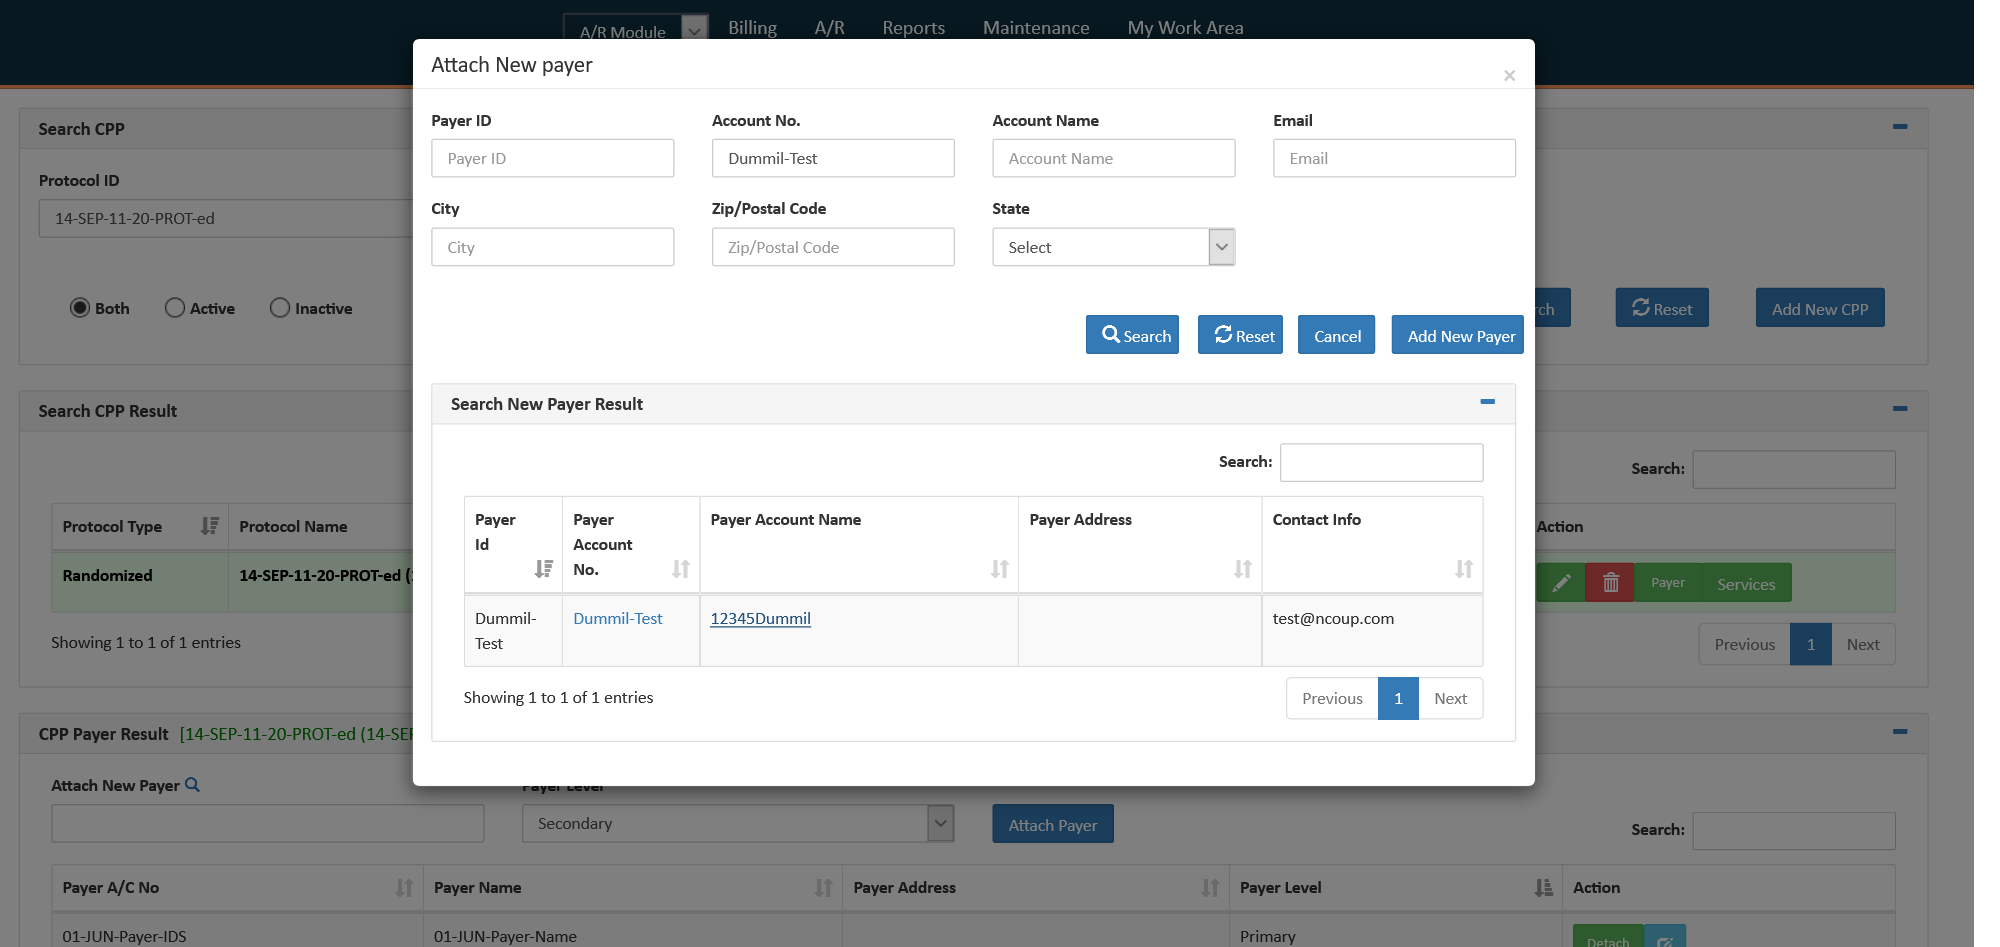 A/R Module Billing A/R Reports Maintenance My Work Area
Attach New payer
×
Search CPP
Payer ID Account No. Account Name Email
Payer ID Dummil-Test Account Name Email
Protocol ID
14-SEP-11-20-PROT-ed
City Zip/Postal Code State
City Zip/Postal Code Select
Both Active Inactive
Reset Add New CPP
Search Reset Cancel Add New Payer
Search CPP Result
Search New Payer Result
Search:
Search:
Payer Id Payer Account No. Payer Account Name Payer Address Contact Info
Protocol Type Protocol Name Action
Randomized 14-SEP-11-20-PROT-ed Payer Services
Dummil-Test Dummil-Test 12345Dummil test@ncoup.com
Showing 1 to 1 of 1 entries Previous 1 Next
Showing 1 to 1 of 1 entries Previous 1 Next
CPP Payer Result [14-SEP-11-20-PROT-ed
Attach New Payer Payer Level
Secondary Attach Payer Search:
Payer A/C No Payer Name Payer Address Payer Level Action
01-JUN-Payer-IDS 01-JUN-Payer-Name Primary Detach